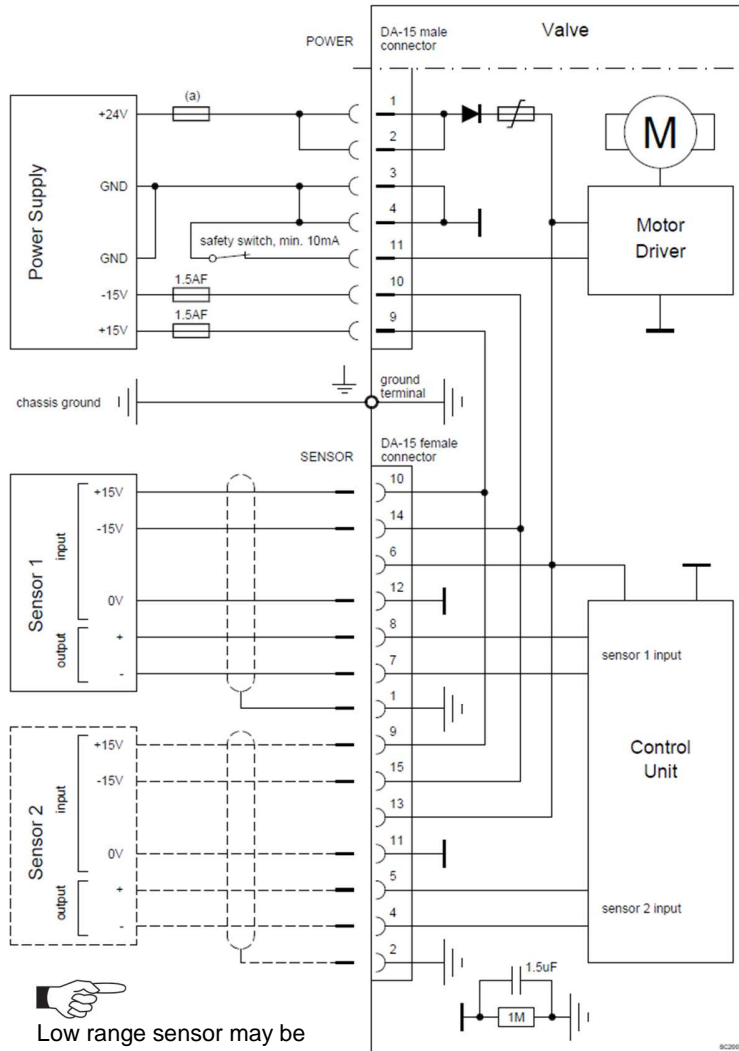 POWER
DA-15 male
connector
Valve
Power Supply
+24V
(a)
1
2
M
GND
3
4
GND
safety switch, min. 10mA
11
Motor
Driver
-15V
1.5AF
10
+15V
1.5AF
9
chassis ground
ground
terminal
SENSOR
DA-15 female
connector
Sensor 1
input
+15V
10
-15V
14
6
0V
12
output
+
8
sensor 1 input
-
7
1
Control
Unit
Sensor 2
input
+15V
9
-15V
15
13
0V
11
output
+
5
sensor 2 input
-
4
2
1.5uF
1M
Low range sensor may be